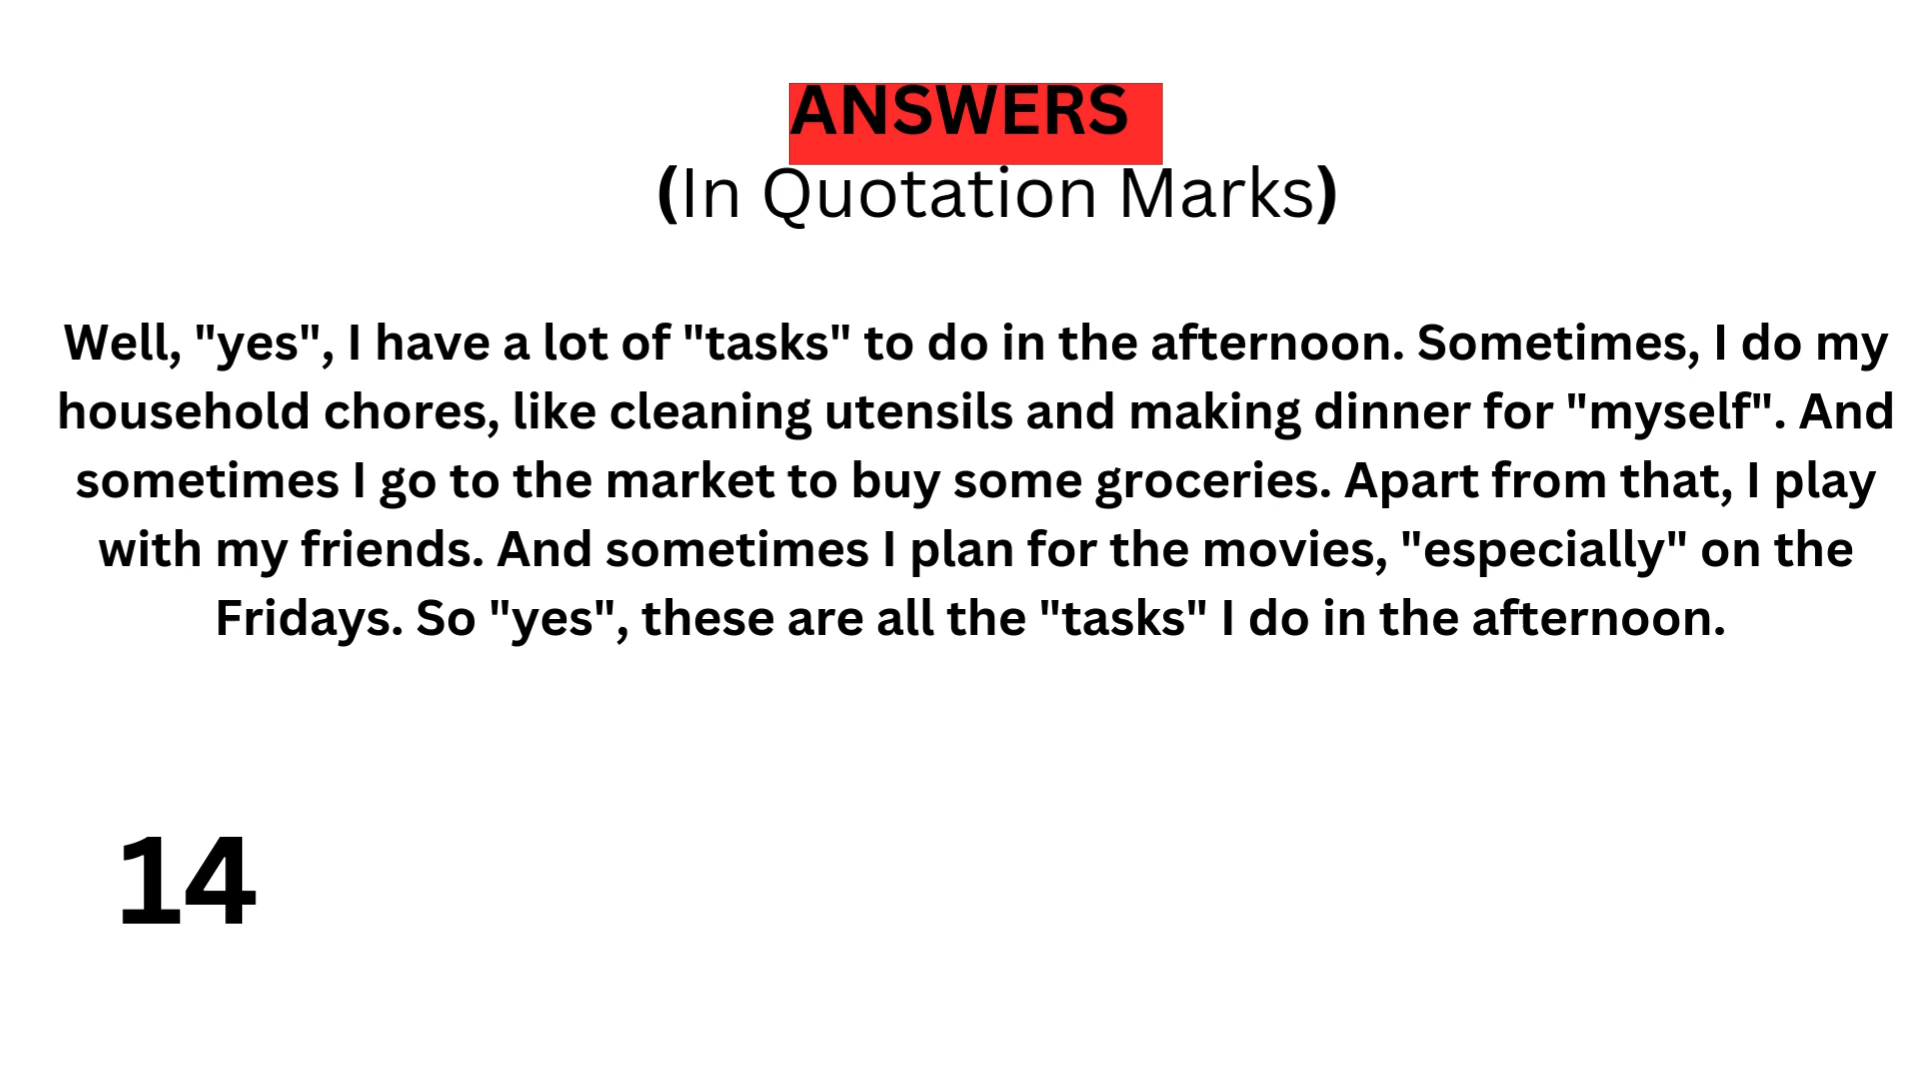 ANSWERS
(In Quotation Marks)
Well, "yes", I have a lot of "tasks" to do in the afternoon. Sometimes, I do my
household chores, like cleaning utensils and making dinner for "myself". And
sometimes I go to the market to buy some groceries. Apart from that, I play
with my friends. And sometimes I plan for the movies, "especially" on the
Fridays. So "yes", these are all the "tasks" I do in the afternoon.
14